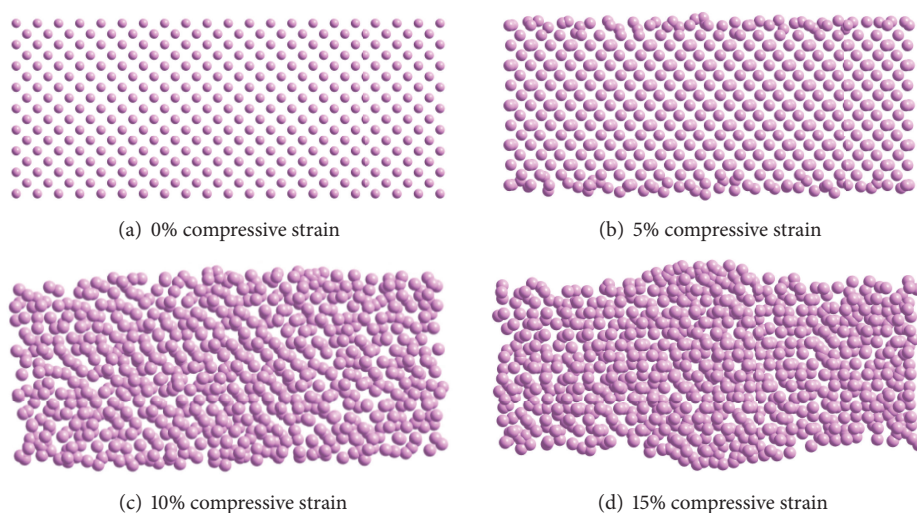 (a) 0% compressive strain
(b) 5% compressive strain
(c) 10% compressive strain
(d) 15% compressive strain